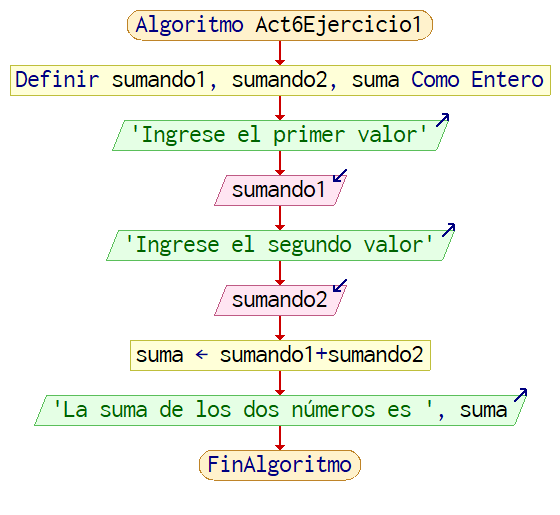 Algoritmo Act6Ejercicio1
Definir sumando1, sumando2, suma Como Entero
'Ingrese el primer valor'
sumando1
'Ingrese el segundo valor'
sumando2
suma ← sumando1+sumando2
'La suma de los dos números es ', suma
FinAlgoritmo